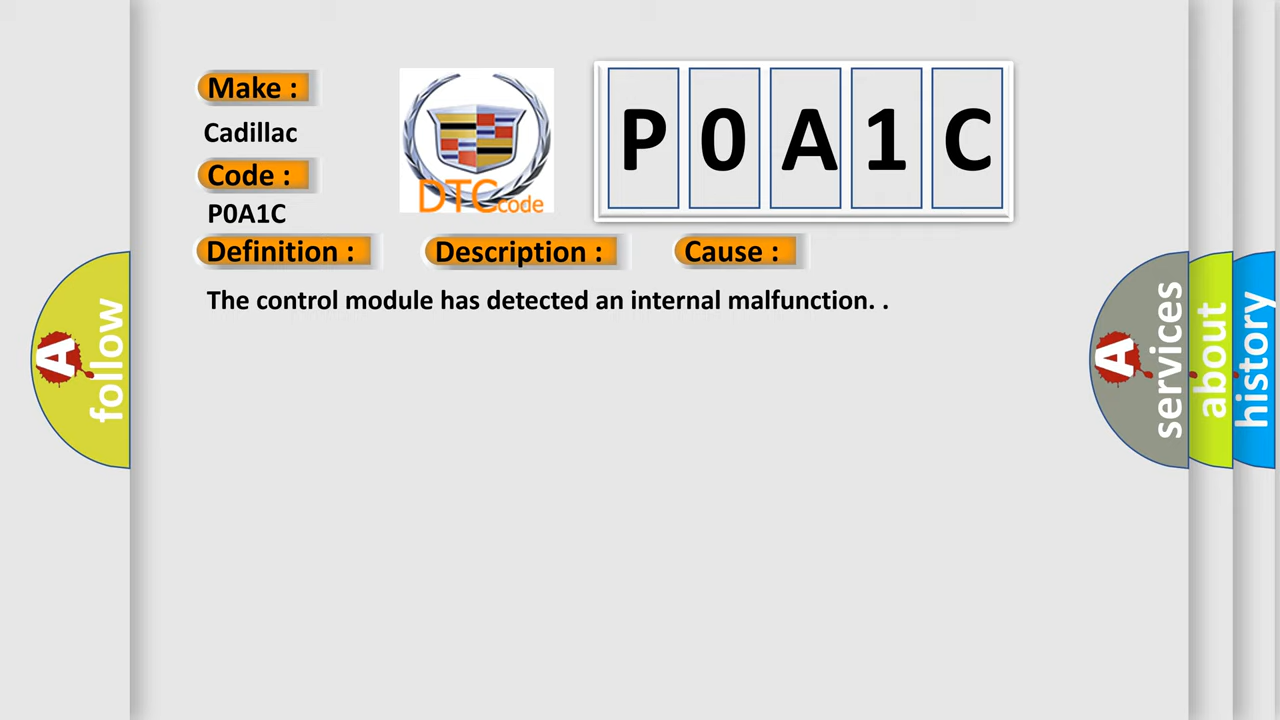 Make :
Cadillac
Code :
P0A1C
DTC code
P 0 A 1 C
Definition :
Description :
Cause :
The control module has detected an internal malfunction. .
A follow
A services
about
history